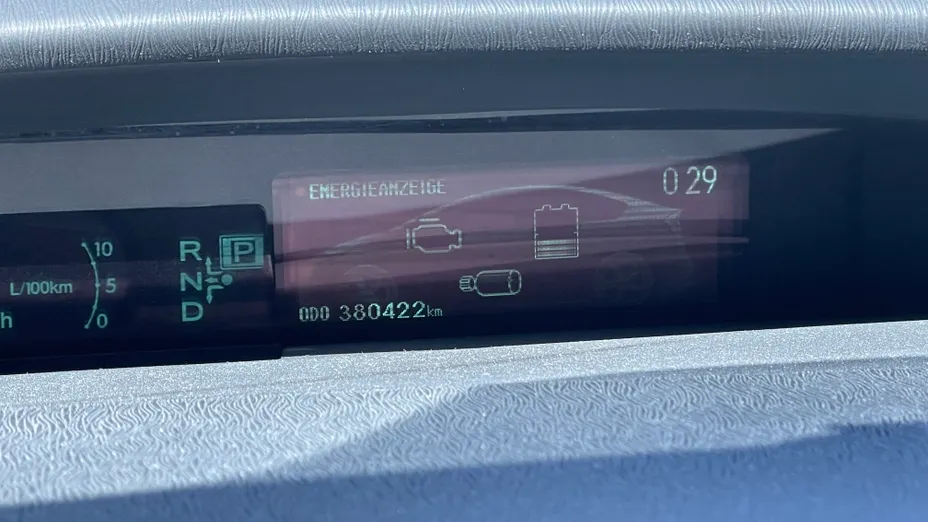 ENERGIEANZEIGE
0 29
10
R P
L/100km 5
N
h
0
D
ODO 380422km